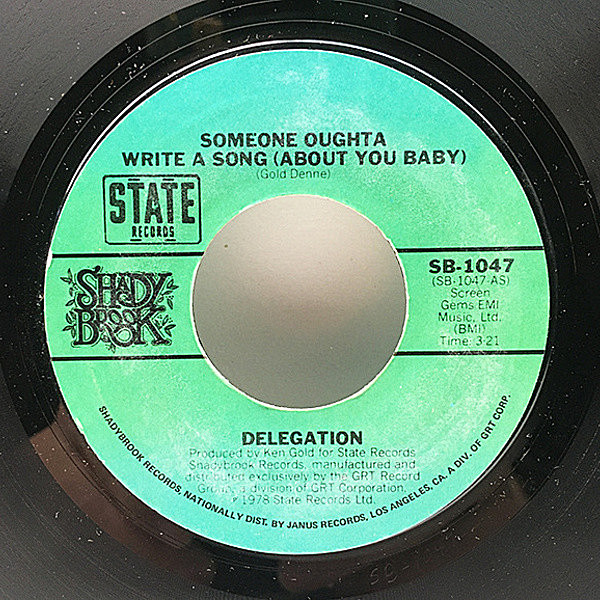 SOMEONE OUGHTA
WRITE A SONG (ABOUT YOU BABY)
(Gold Denne)
STATE
RECORDS
SHADY
BROOK
SB-1047
(SB-1047-AS)
Screen
Gems EMI
Music, Ltd.
(BMI)
Time: 3:21
DELEGATION
Produced by Ken Gold for State Records
Shadybrook Records, manufactured and
distributed exclusively by the GRT Record
Group, a division of GRT Corporation.
℗ 1978 State Records Ltd.
SHADYBROOK RECORDS, NATIONALLY DIST. BY JANUS RECORDS, LOS ANGELES, CA. A DIV. OF GRT CORP.